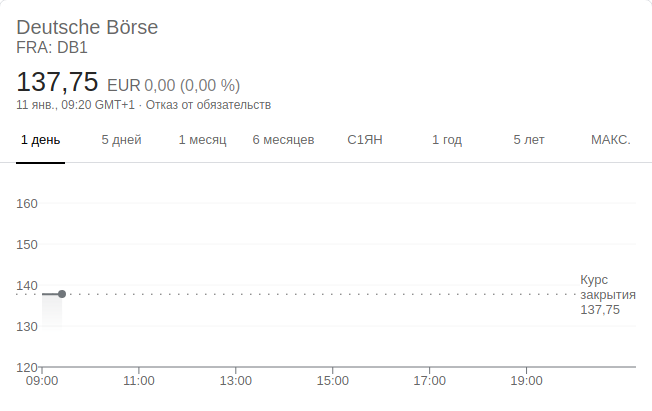 Deutsche Börse
FRA: DB1
137,75 EUR 0,00 (0,00 %)
11 янв., 09:20 GMT+1 · Отказ от обязательств
1 день 5 дней 1 месяц 6 месяцев С1ЯН 1 год 5 лет МАКС.
160
150
140
130
120
Курс
закрытия
137,75
09:00 11:00 13:00 15:00 17:00 19:00